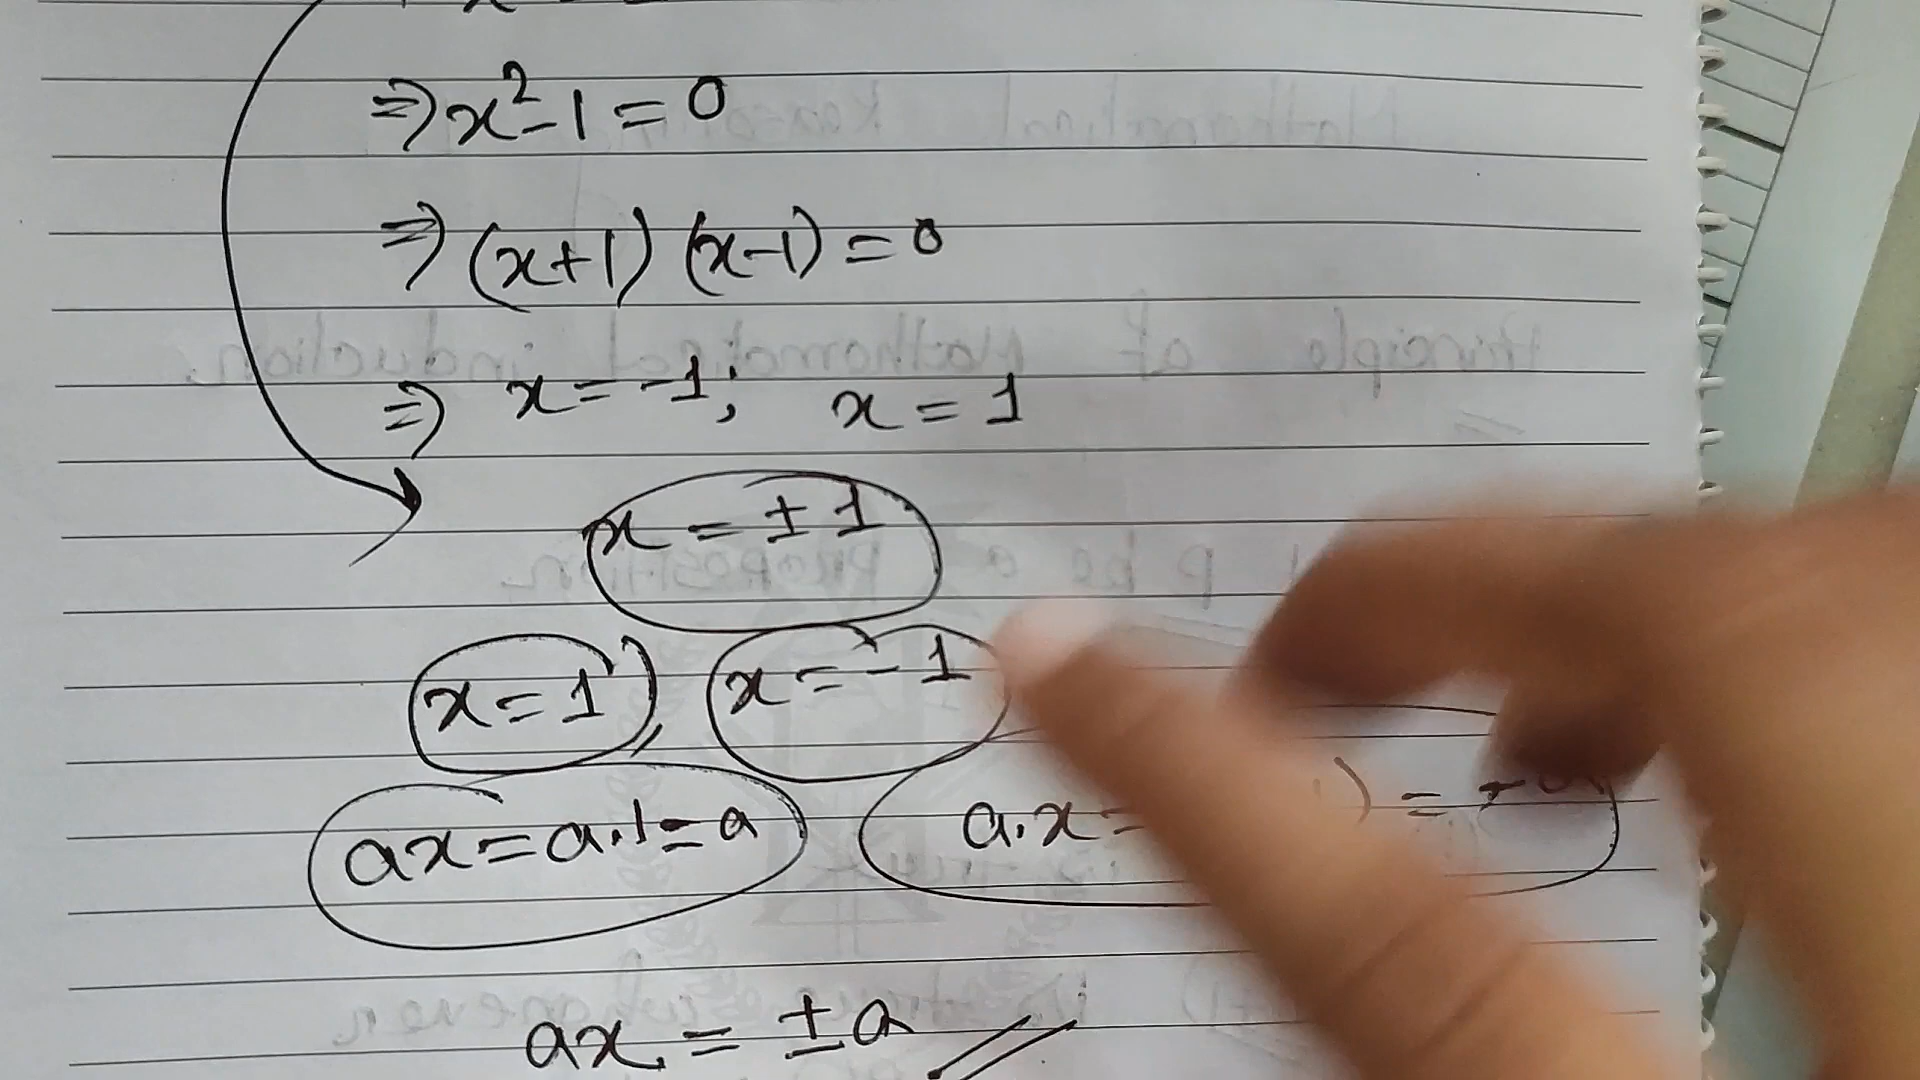 x
⇒ x² - 1 = 0
⇒ (x+1) (x-1) = 0
⇒ x = -1; x = 1
x = ± 1
x = 1, x = -1
ax = a.1 = a a.x = ) = -a
ax = ± a //